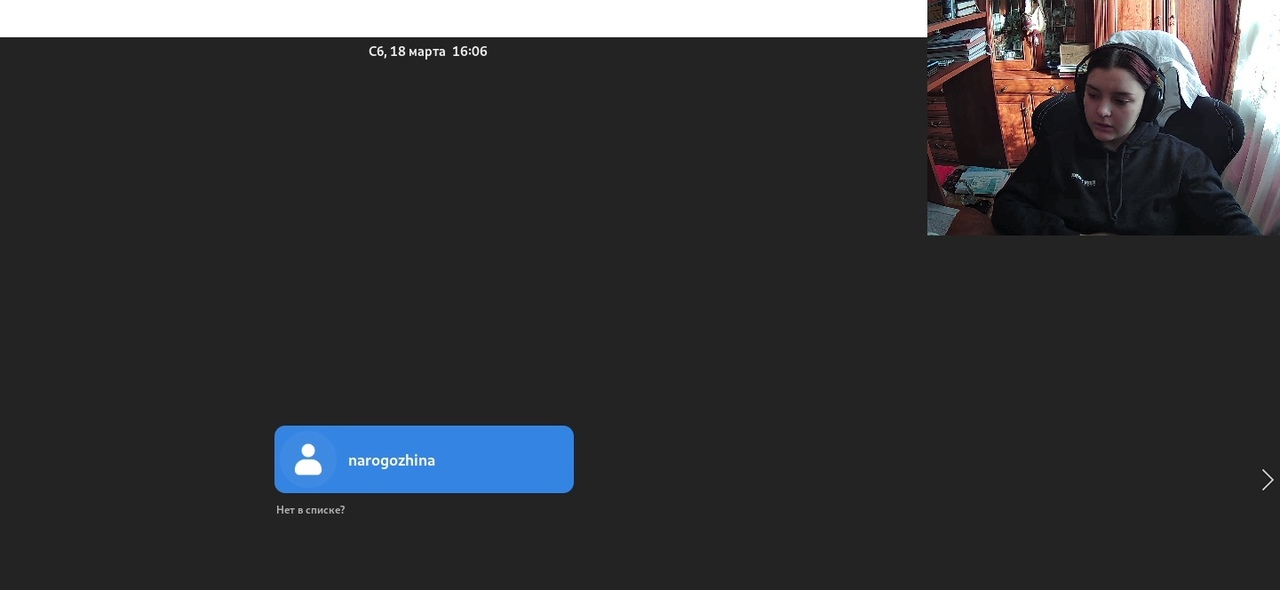 Сб, 18 марта 16:06
narogozhina
Нет в списке?